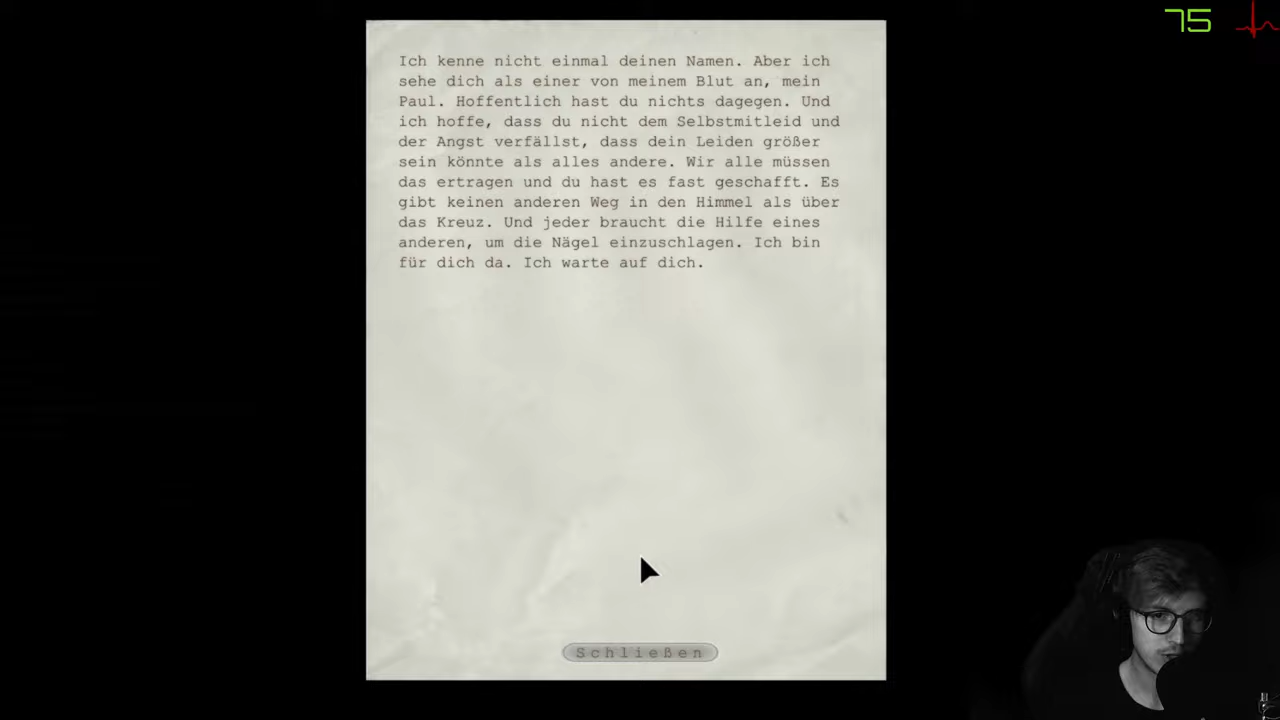 75
Ich kenne nicht einmal deinen Namen. Aber ich
sehe dich als einer von meinem Blut an, mein
Paul. Hoffentlich hast du nichts dagegen. Und
ich hoffe, dass du nicht dem Selbstmitleid und
der Angst verfällst, dass dein Leiden größer
sein könnte als alles andere. Wir alle müssen
das ertragen und du hast es fast geschafft. Es
gibt keinen anderen Weg in den Himmel als über
das Kreuz. Und jeder braucht die Hilfe eines
anderen, um die Nägel einzuschlagen. Ich bin
für dich da. Ich warte auf dich.
Schließen